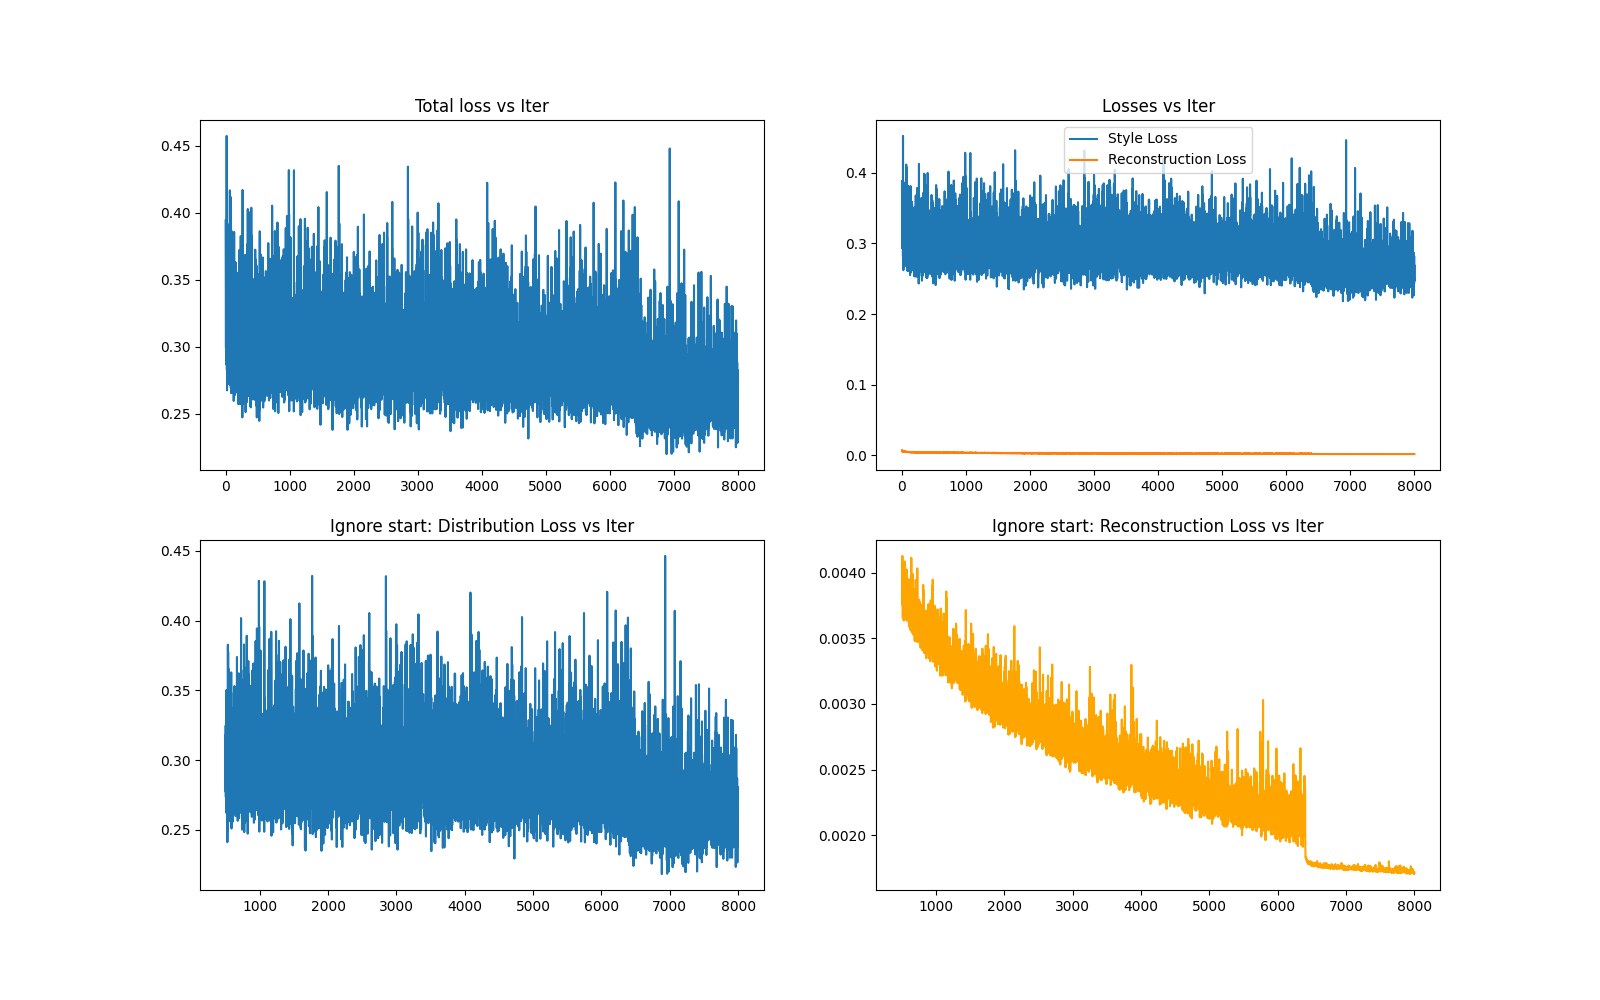 Total loss vs Iter
0.45
0.40
0.35
0.30
0.25
0 1000 2000 3000 4000 5000 6000 7000 8000
Losses vs Iter
Style Loss
Reconstruction Loss
0.4
0.3
0.2
0.1
0.0
0 1000 2000 3000 4000 5000 6000 7000 8000
Ignore start: Distribution Loss vs Iter
0.45
0.40
0.35
0.30
0.25
1000 2000 3000 4000 5000 6000 7000 8000
Ignore start: Reconstruction Loss vs Iter
0.0040
0.0035
0.0030
0.0025
0.0020
1000 2000 3000 4000 5000 6000 7000 8000